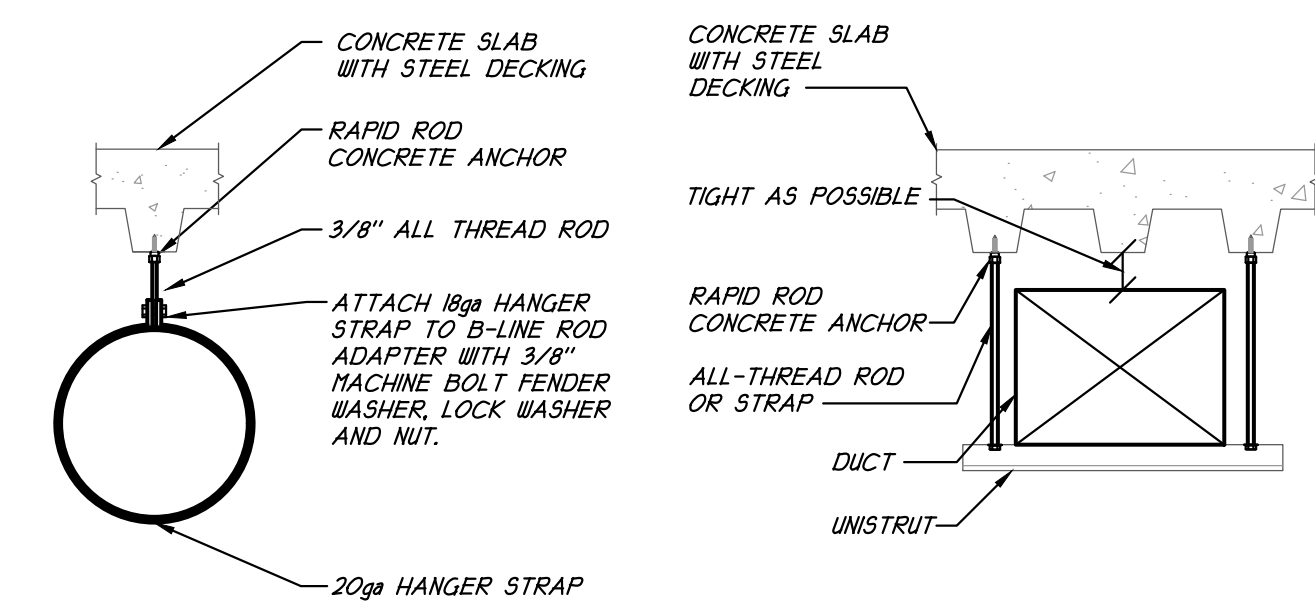 CONCRETE SLAB
WITH STEEL DECKING
RAPID ROD
CONCRETE ANCHOR
3/8" ALL THREAD ROD
ATTACH 18ga HANGER
STRAP TO B-LINE ROD
ADAPTER WITH 3/8"
MACHINE BOLT FENDER
WASHER, LOCK WASHER
AND NUT.
20ga HANGER STRAP
CONCRETE SLAB
WITH STEEL
DECKING
TIGHT AS POSSIBLE
RAPID ROD
CONCRETE ANCHOR
ALL-THREAD ROD
OR STRAP
DUCT
UNISTRUT